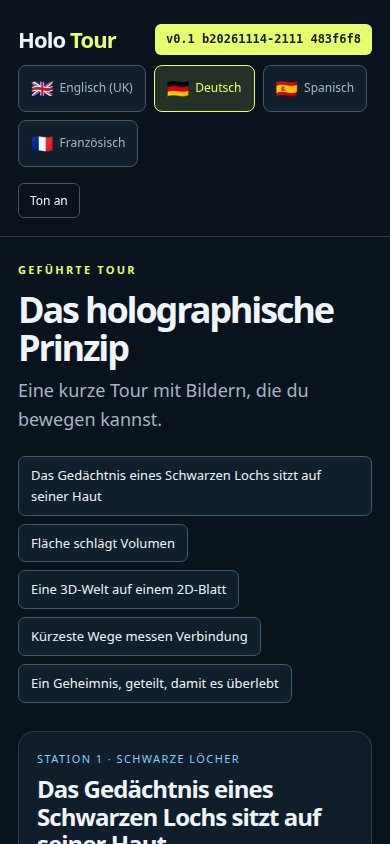 Holo Tour
v0.1 b20261114-2111 483f6f8
Englisch (UK)
Deutsch
Spanisch
Französisch
Ton an
GEFÜHRTE TOUR
Das holographische
Prinzip
Eine kurze Tour mit Bildern, die du
bewegen kannst.
Das Gedächtnis eines Schwarzen Lochs sitzt auf
seiner Haut
Fläche schlägt Volumen
Eine 3D-Welt auf einem 2D-Blatt
Kürzeste Wege messen Verbindung
Ein Geheimnis, geteilt, damit es überlebt
STATION 1 · SCHWARZE LÖCHER
Das Gedächtnis eines
Schwarzen Lochs sitzt auf
seiner Haut